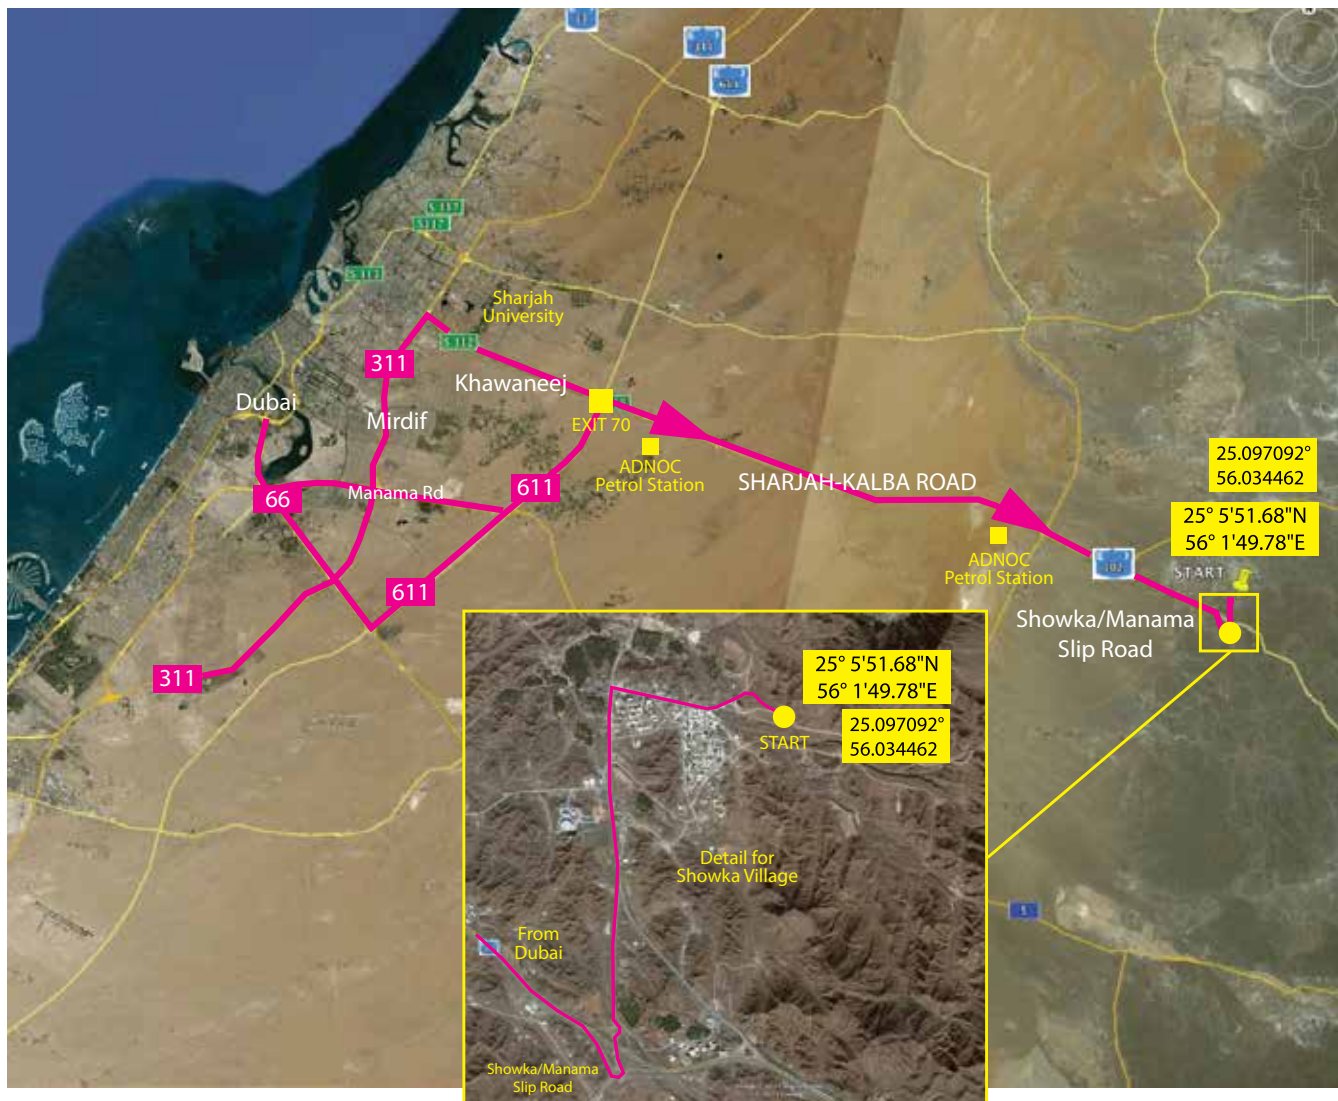 S 112
Sharjah
University
S 112
311
Khawaneej
Dubai
Mirdif
EXIT 70
ADNOC
Petrol Station
66
Manama Rd
611
SHARJAH-KALBA ROAD
25.097092°
56.034462
25° 5'51.68"N
56° 1'49.78"E
ADNOC
Petrol Station
102
START
611
Showka/Manama
Slip Road
311
25° 5'51.68"N
56° 1'49.78"E
25.097092°
56.034462
START
Detail for
Showka Village
From
Dubai
Showka/Manama
Slip Road